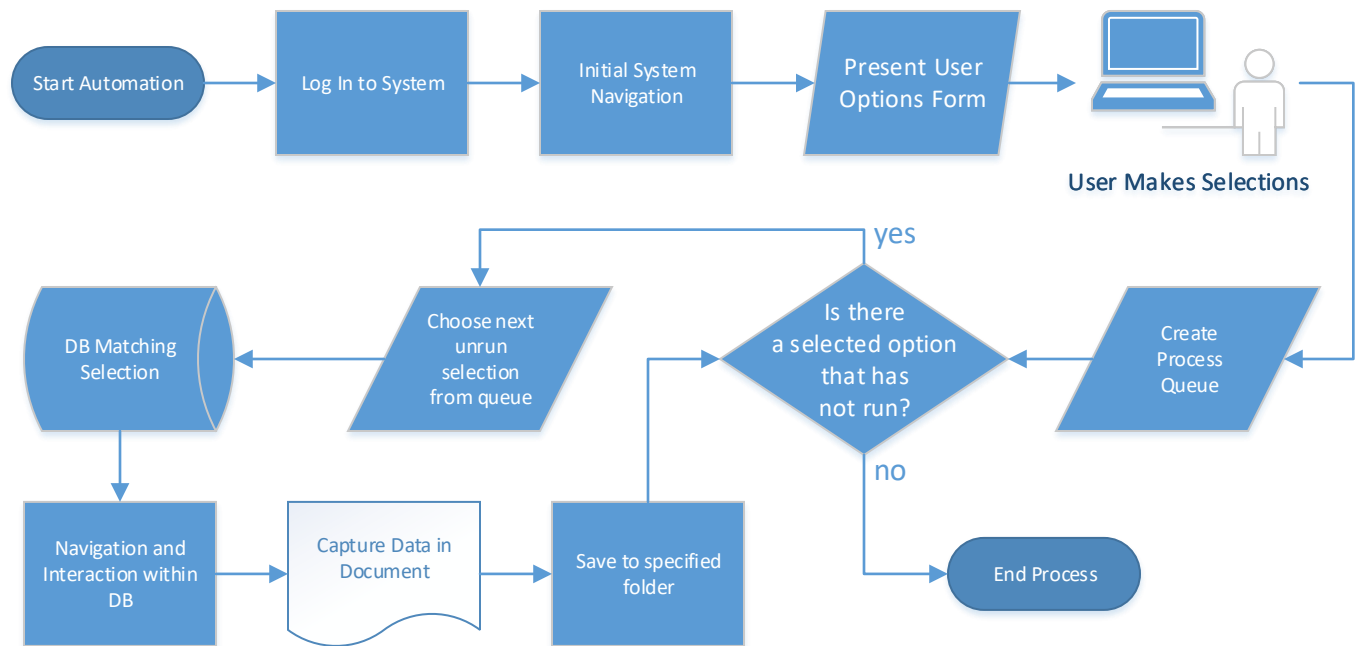 Start Automation
Log In to System
Initial System
Navigation
Present User
Options Form
User Makes Selections
yes
DB Matching
Selection
Choose next
unrun
selection
from queue
Is there
a selected option
that has
not run?
Create
Process
Queue
no
Navigation and
Interaction within
DB
Capture Data in
Document
Save to specified
folder
End Process